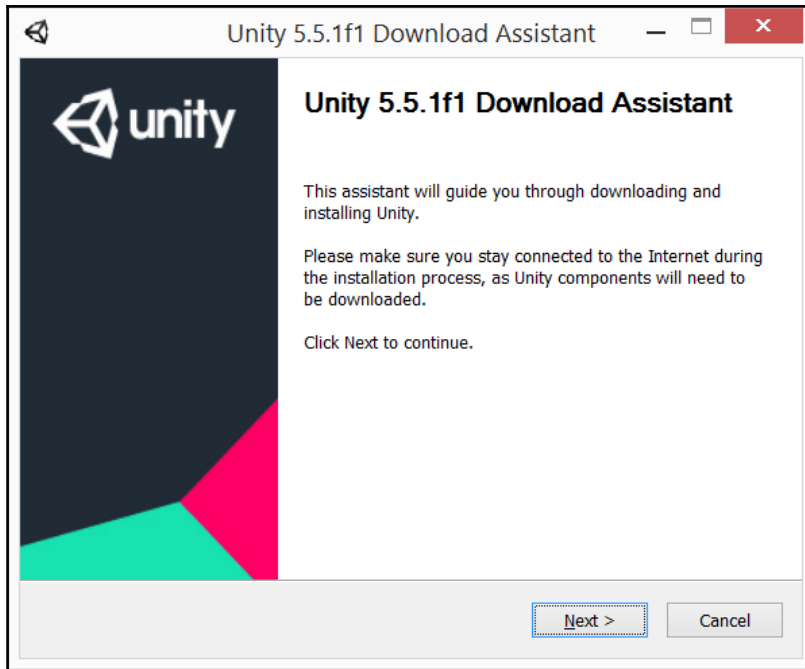 Unity 5.5.1f1 Download Assistant
unity
Unity 5.5.1f1 Download Assistant
This assistant will guide you through downloading and
installing Unity.
Please make sure you stay connected to the Internet during
the installation process, as Unity components will need to
be downloaded.
Click Next to continue.
Next >
Cancel